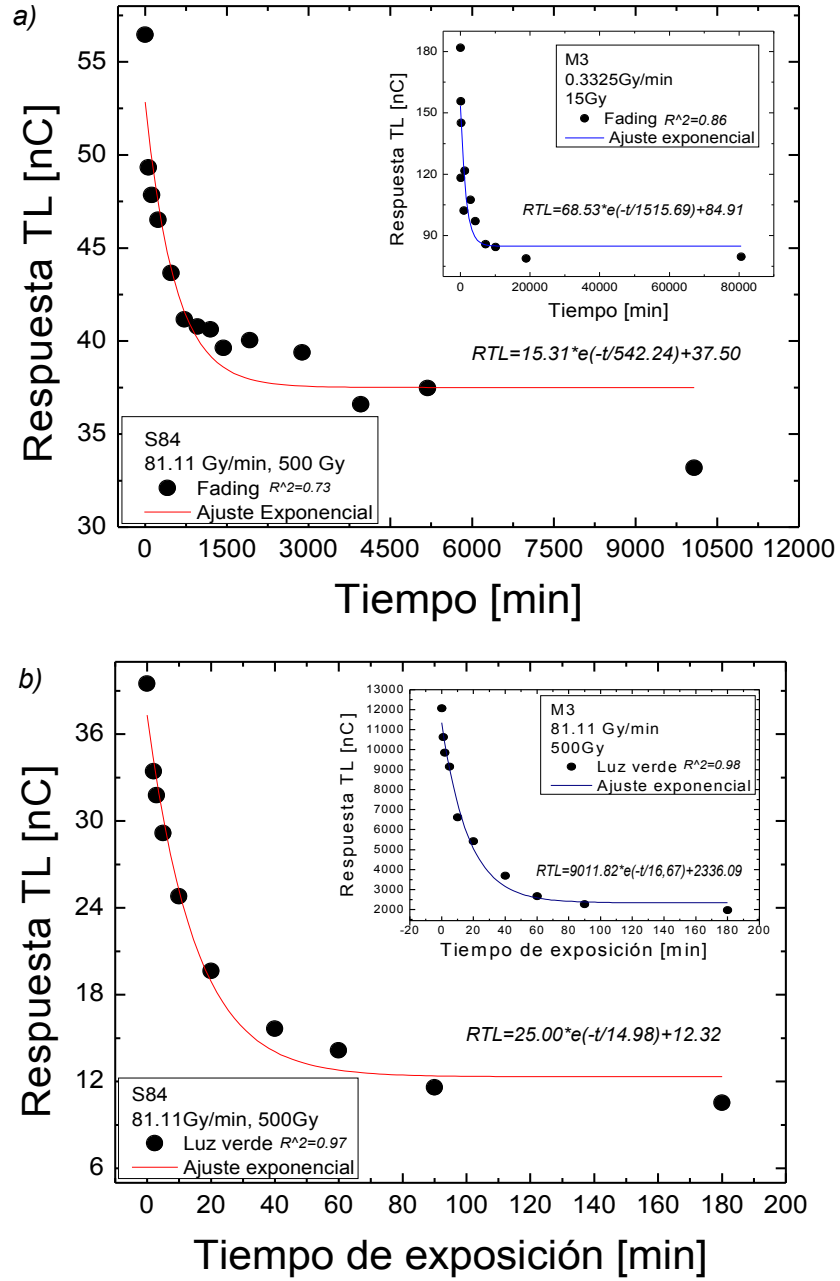 a)
Respuesta TL [nC]
57
54
51
48
45
42
39
36
33
30
0 1500 3000 4500 6000 7500 9000 10500 12000
Tiempo [min]
S84
81.11 Gy/min, 500 Gy
Fading R^2=0.73
Ajuste Exponencial
RTL=15.31*e(-t/542.24)+37.50
Respuesta TL [nC]
180
150
120
90
0 20000 40000 60000 80000
Tiempo [min]
M3
0.3325Gy/min
15Gy
Fading R^2=0.86
Ajuste exponencial
RTL=68.53*e(-t/1515.69)+84.91
b)
Respuesta TL [nC]
36
30
24
18
12
6
0 20 40 60 80 100 120 140 160 180 200
Tiempo de exposición [min]
S84
81.11Gy/min, 500Gy
Luz verde R^2=0.97
Ajuste exponencial
RTL=25.00*e(-t/14.98)+12.32
Respuesta TL [nC]
13000
12000
11000
10000
9000
8000
7000
6000
5000
4000
3000
2000
-20 0 20 40 60 80 100 120 140 160 180 200
Tiempo de exposición [min]
M3
81.11 Gy/min
500Gy
Luz verde R^2=0.98
Ajuste exponencial
RTL=9011.82*e(-t/16,67)+2336.09